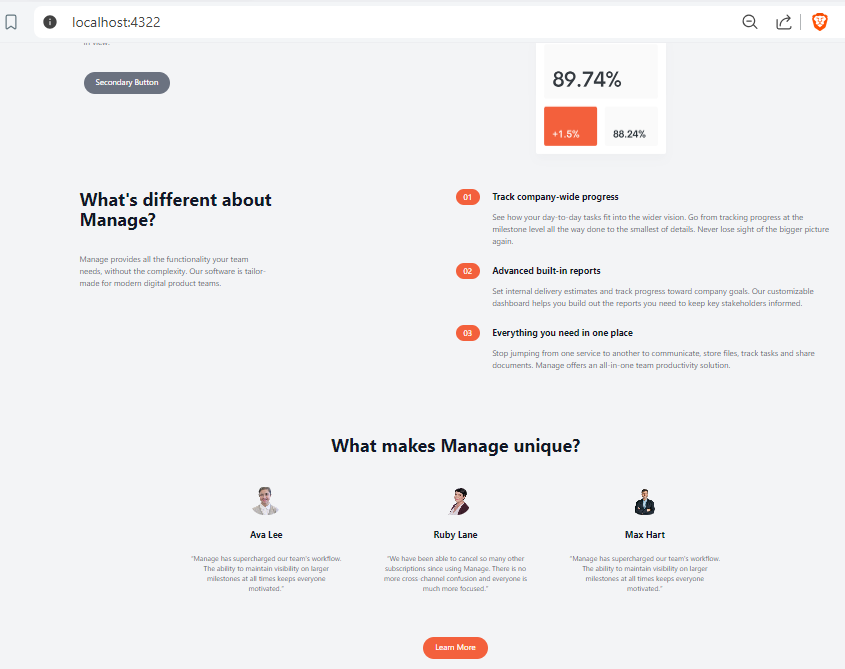 localhost:4322
in view.
Secondary Button
89.74%
+1.5%
88.24%
What's different about
Manage?
Manage provides all the functionality your team
needs, without the complexity. Our software is tailor-
made for modern digital product teams.
01
Track company-wide progress
See how your day-to-day tasks fit into the wider vision. Go from tracking progress at the
milestone level all the way done to the smallest of details. Never lose sight of the bigger picture
again.
02
Advanced built-in reports
Set internal delivery estimates and track progress toward company goals. Our customizable
dashboard helps you build out the reports you need to keep key stakeholders informed.
03
Everything you need in one place
Stop jumping from one service to another to communicate, store files, track tasks and share
documents. Manage offers an all-in-one team productivity solution.
What makes Manage unique?
Ava Lee
"Manage has supercharged our team's workflow.
The ability to maintain visibility on larger
milestones at all times keeps everyone
motivated."
Ruby Lane
"We have been able to cancel so many other
subscriptions since using Manage. There is no
more cross-channel confusion and everyone is
much more focused."
Max Hart
"Manage has supercharged our team's workflow.
The ability to maintain visibility on larger
milestones at all times keeps everyone
motivated."
Learn More